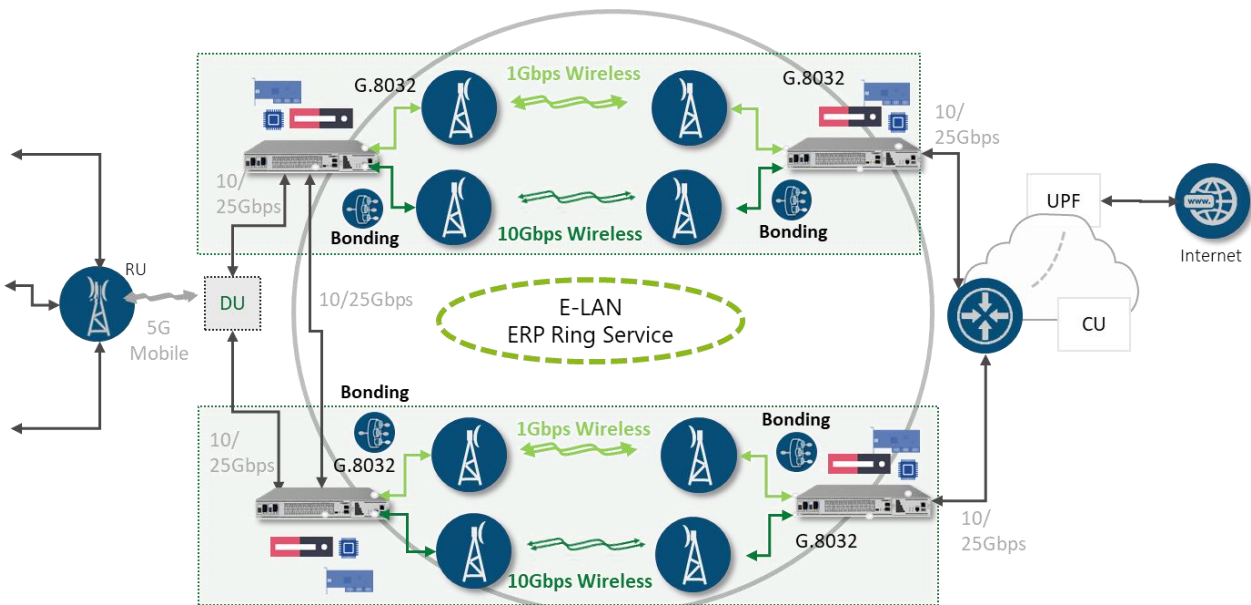 G.8032
1Gbps Wireless
G.8032
10/
25Gbps
10/
25Gbps
Bonding
10Gbps Wireless
Bonding
UPF
www.
Internet
RU
DU
5G
Mobile
10/25Gbps
E-LAN
ERP Ring Service
CU
Bonding
1Gbps Wireless
Bonding
10/
25Gbps
G.8032
G.8032
10/
25Gbps
10Gbps Wireless